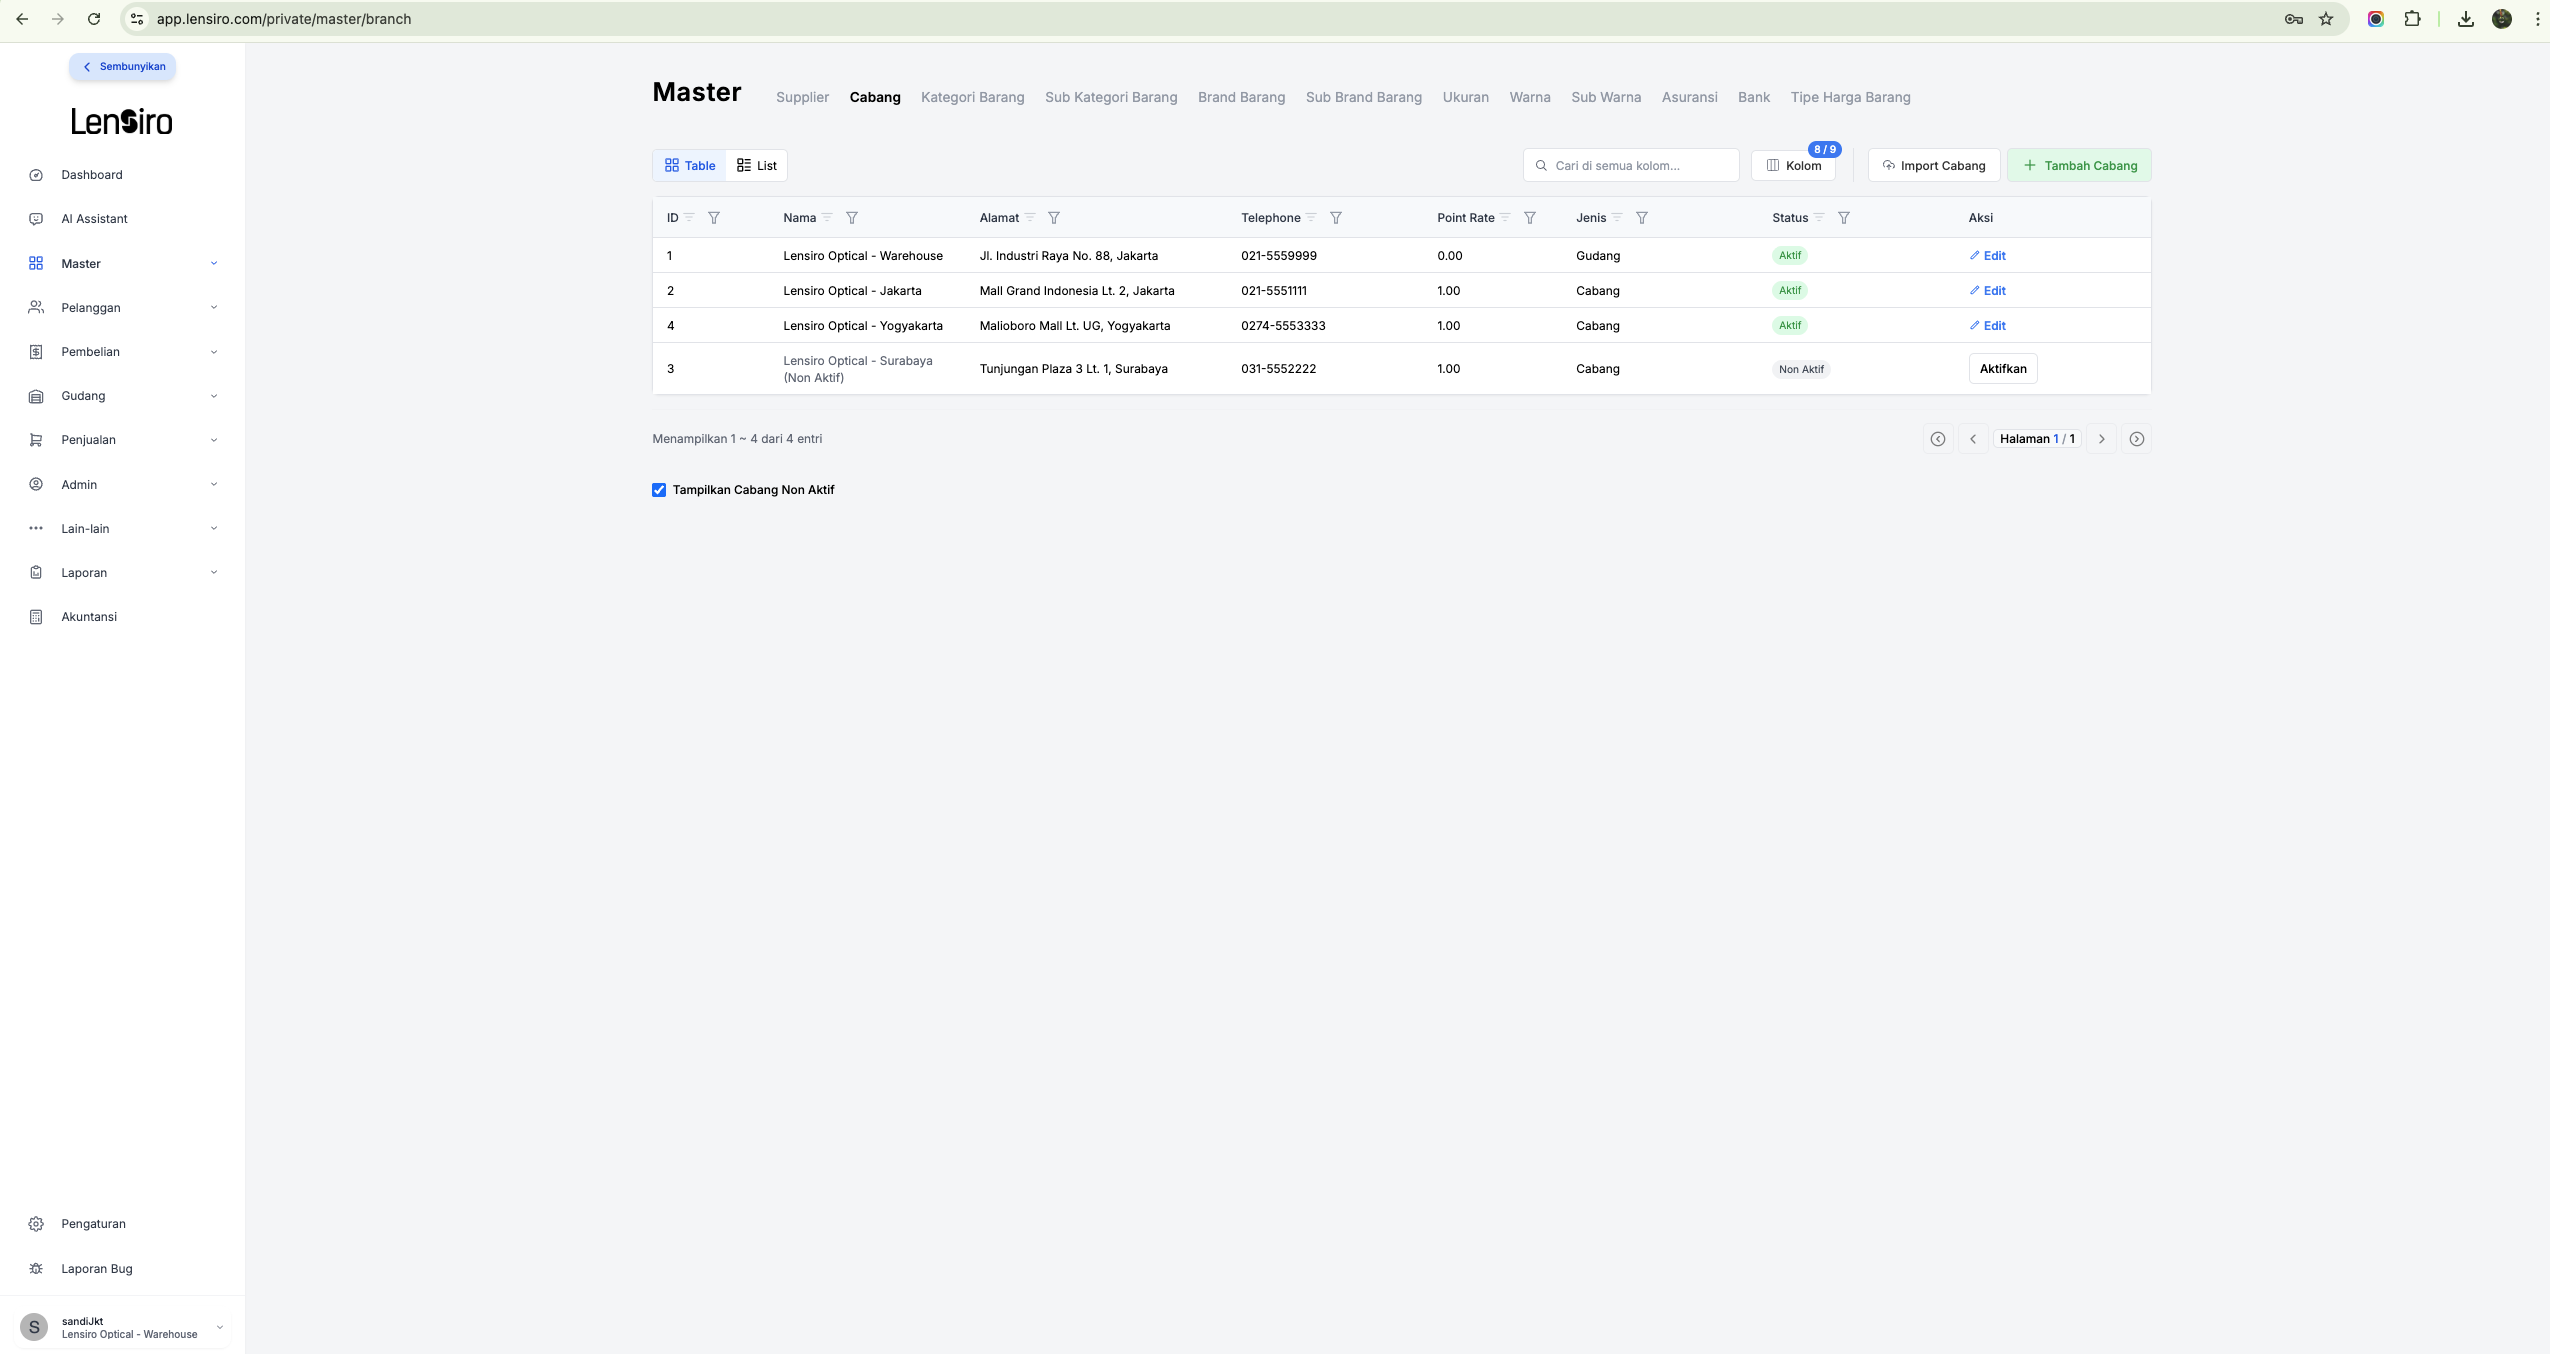 app.lensiro.com/private/master/branch
Sembunyikan
Lensiro
Dashboard
AI Assistant
Master
Pelanggan
Pembelian
Gudang
Penjualan
Admin
Lain-lain
Laporan
Akuntansi
Pengaturan
Laporan Bug
S
sandiJkt
Lensiro Optical - Warehouse
Master Supplier Cabang Kategori Barang Sub Kategori Barang Brand Barang Sub Brand Barang Ukuran Warna Sub Warna Asuransi Bank Tipe Harga Barang
Table List Cari di semua kolom... Kolom 8 / 9 Import Cabang Tambah Cabang
ID Nama Alamat Telephone Point Rate Jenis Status Aksi
1 Lensiro Optical - Warehouse Jl. Industri Raya No. 88, Jakarta 021-5559999 0.00 Gudang Aktif Edit
2 Lensiro Optical - Jakarta Mall Grand Indonesia Lt. 2, Jakarta 021-5551111 1.00 Cabang Aktif Edit
4 Lensiro Optical - Yogyakarta Malioboro Mall Lt. UG, Yogyakarta 0274-5553333 1.00 Cabang Aktif Edit
3 Lensiro Optical - Surabaya (Non Aktif) Tunjungan Plaza 3 Lt. 1, Surabaya 031-5552222 1.00 Cabang Non Aktif Aktifkan
Menampilkan 1 ~ 4 dari 4 entri Halaman 1 / 1
Tampilkan Cabang Non Aktif